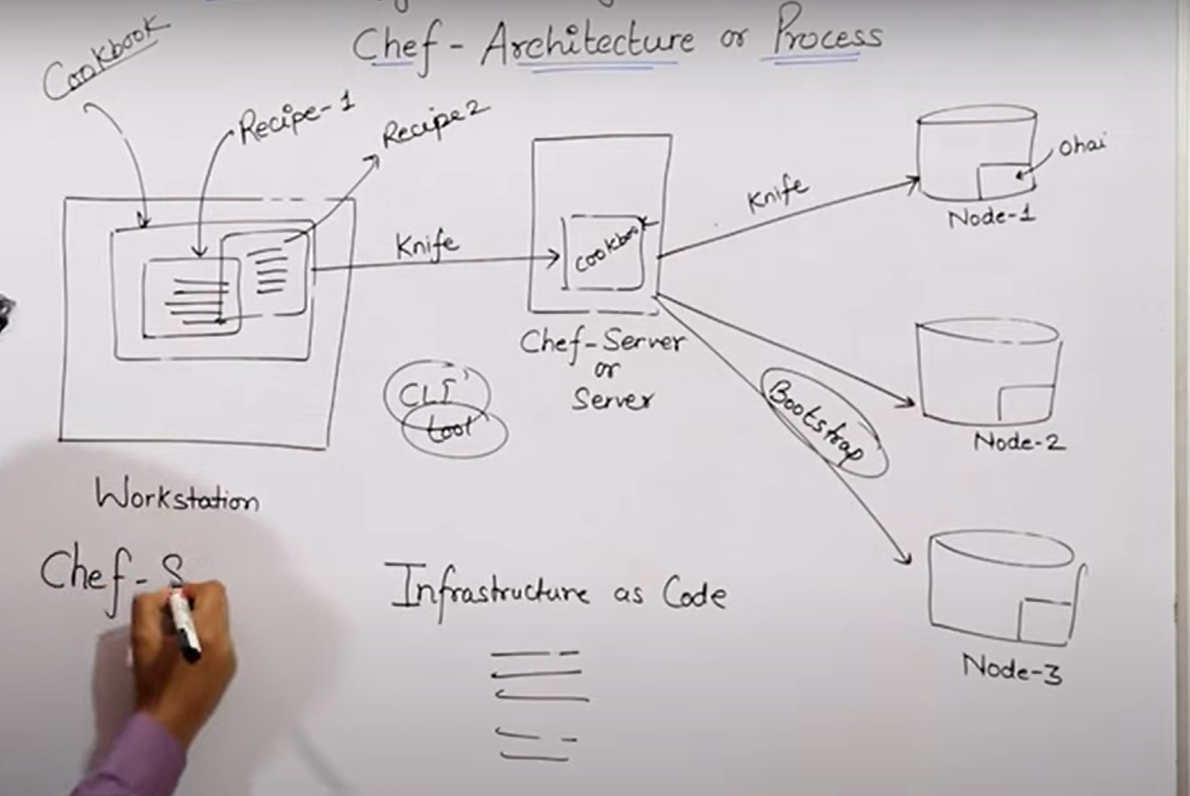 Chef - Architecture or Process
Cookbook
Recipe-1
Recipe2
Knife
Cookbook
Knife
Ohai
Node-1
Chef-Server
or
Server
CLI
tool
Bootstrap
Node-2
Workstation
Chef-S
Infrastructure as Code
Node-3